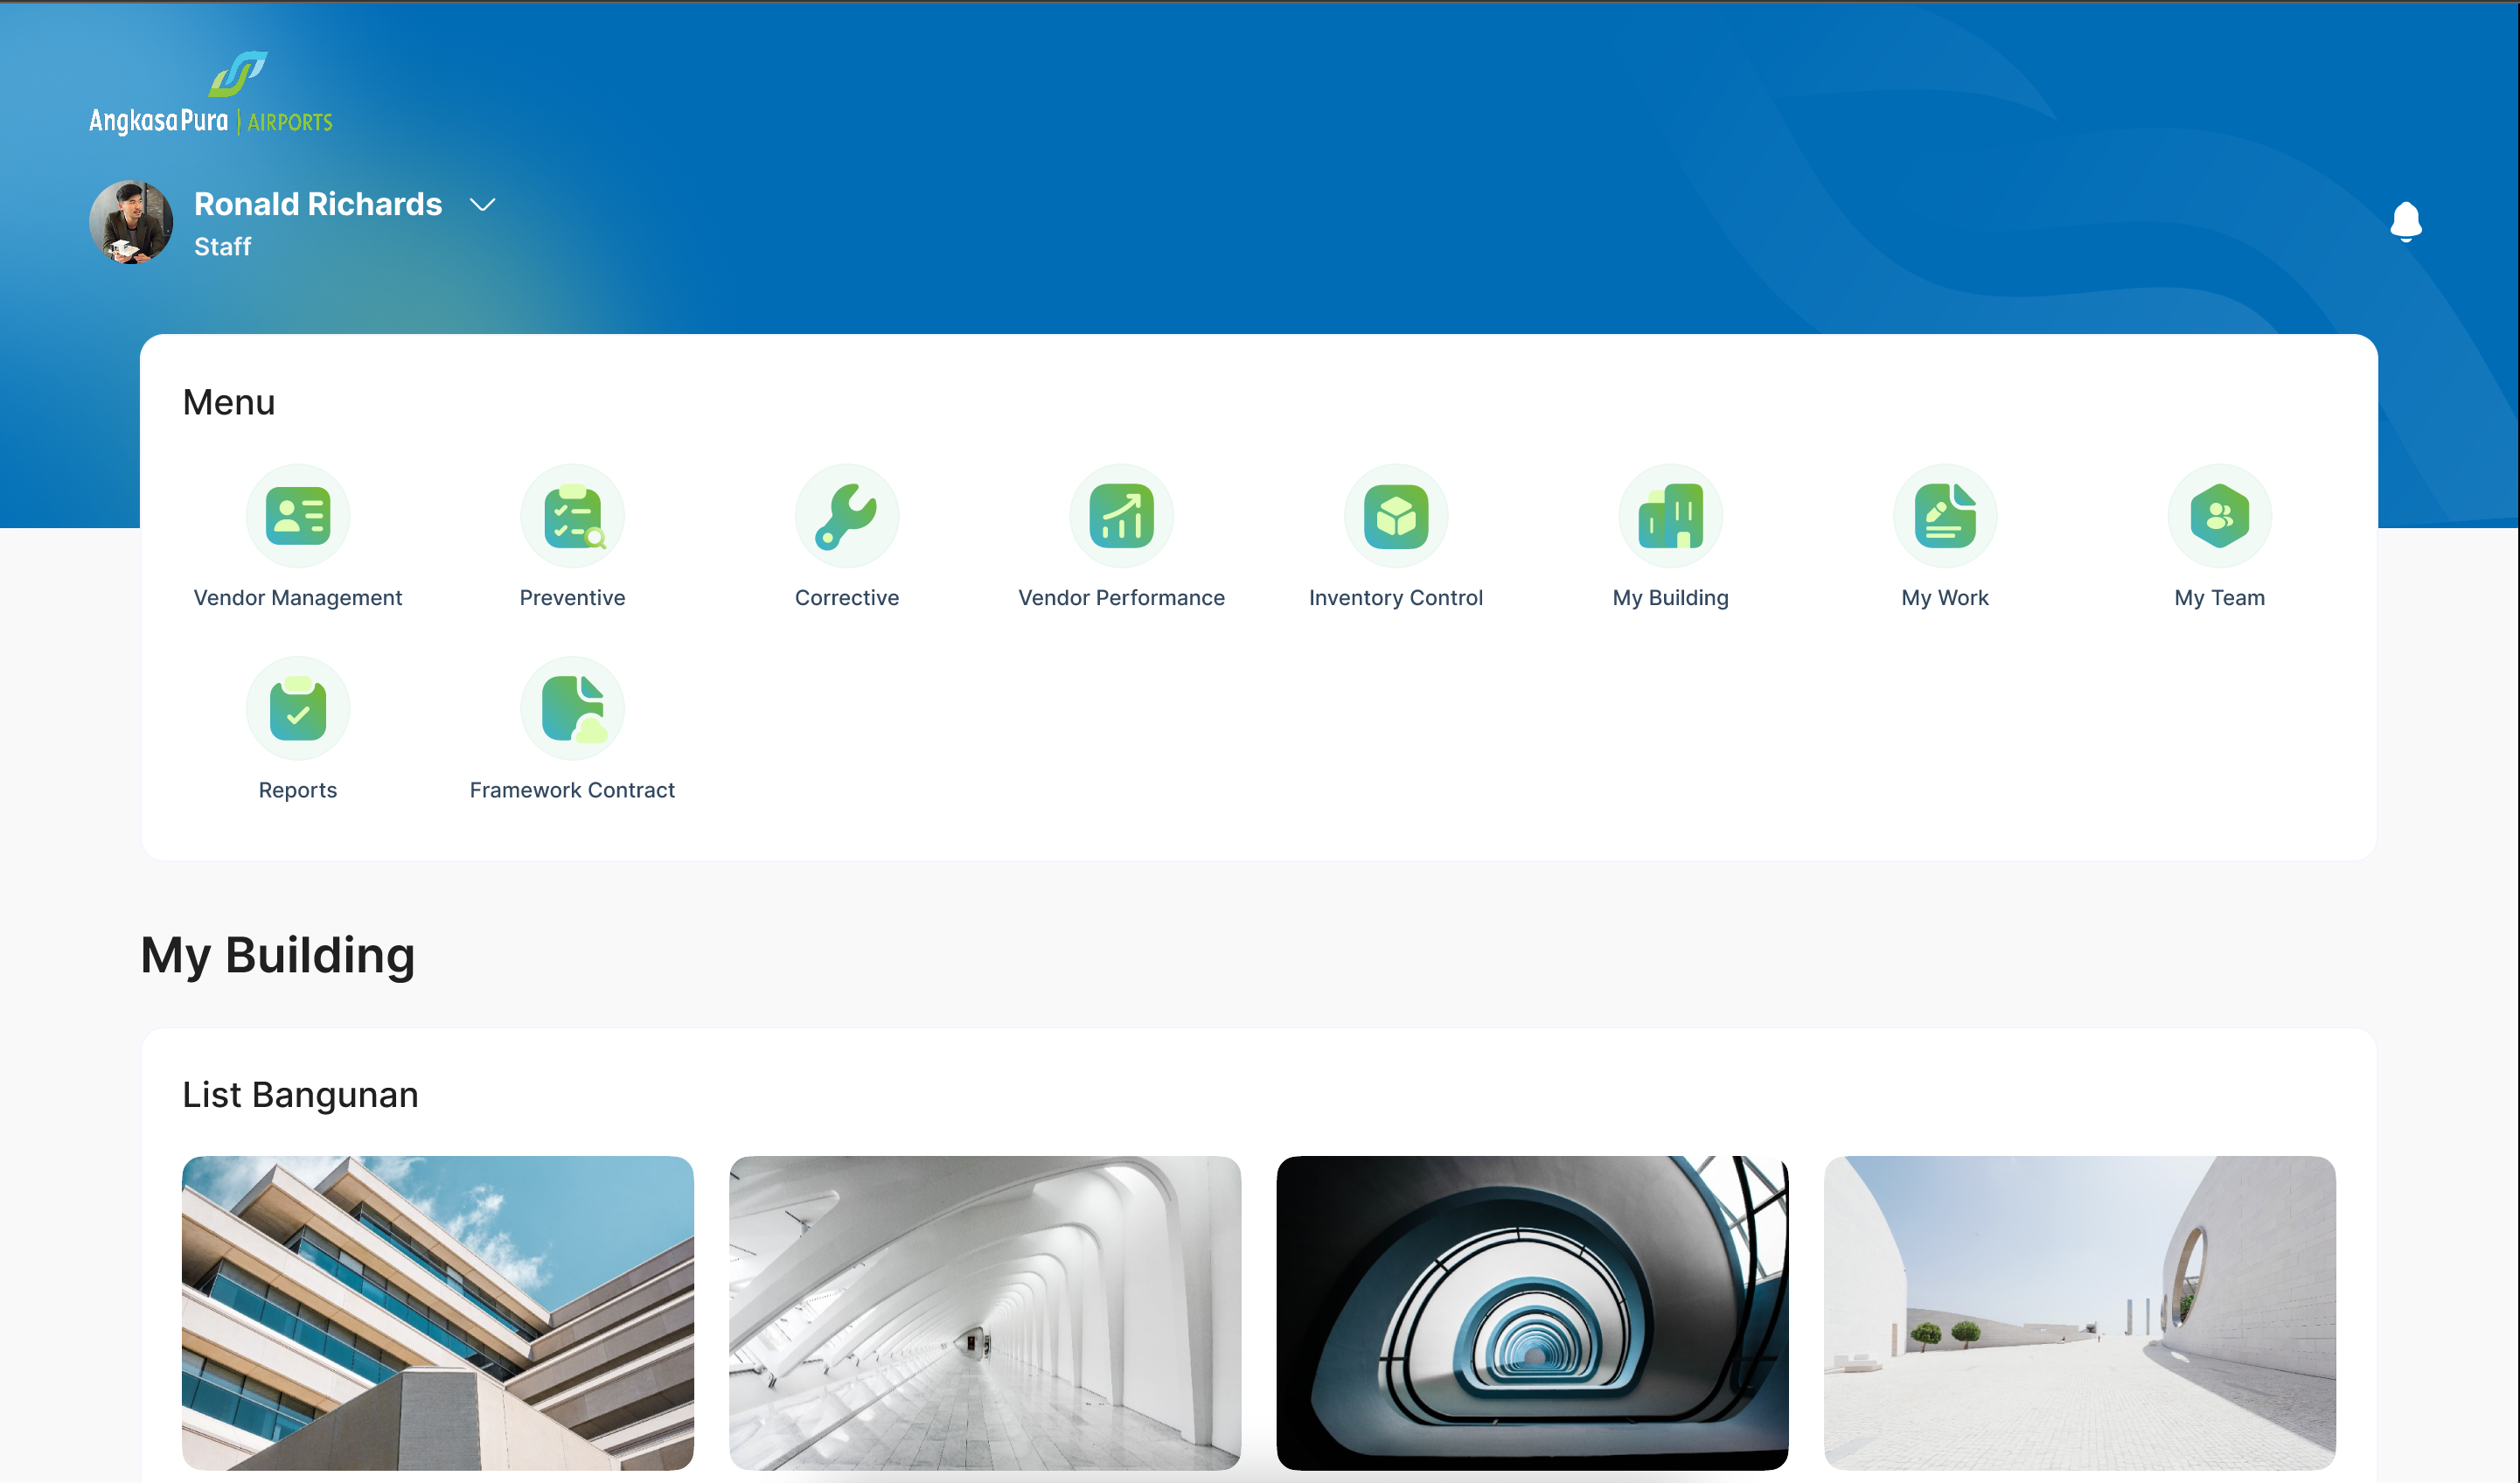 AngkasaPura | AIRPORTS
Ronald Richards
Staff
Menu
Vendor Management
Preventive
Corrective
Vendor Performance
Inventory Control
My Building
My Work
My Team
Reports
Framework Contract
My Building
List Bangunan